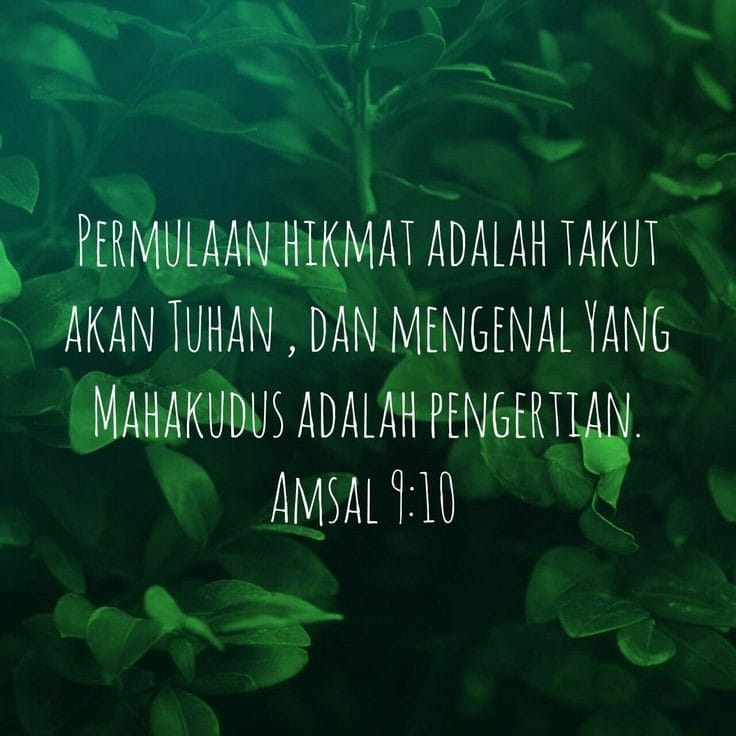 Permulaan hikmat adalah takut
akan Tuhan , dan mengenal Yang
Mahakudus adalah pengertian.
Amsal 9:10